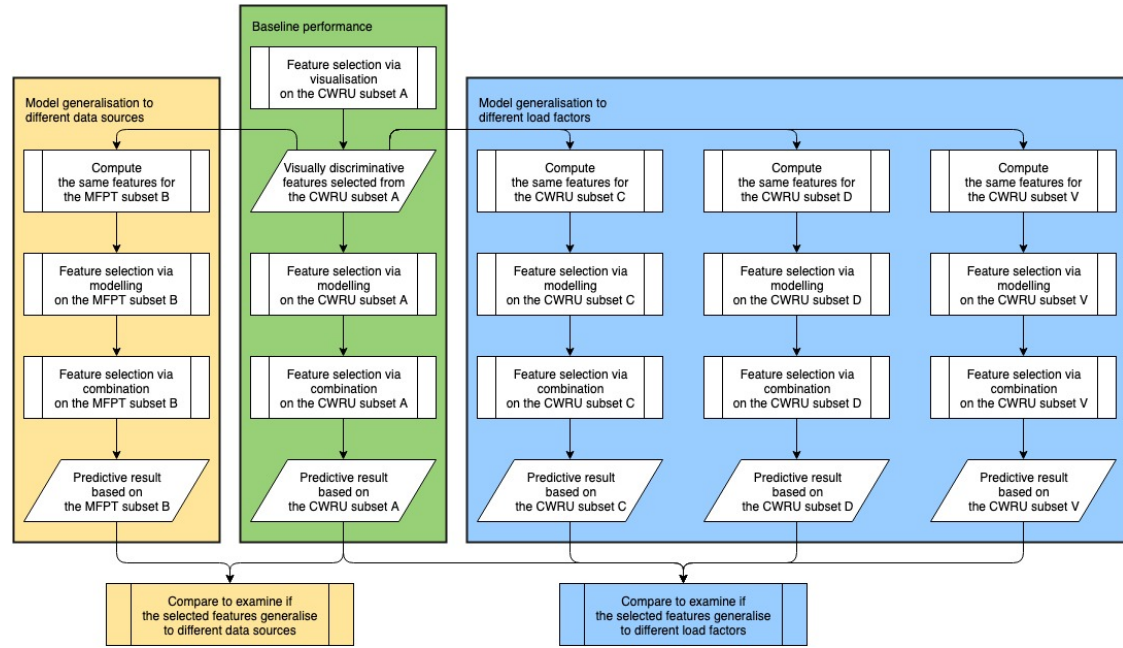 Baseline performance
Feature selection via
visualisation
on the CWRU subset A
Model generalisation to
different data sources
Model generalisation to
different load factors
Compute
the same features for
the MFPT subset B
Visually discriminative
features selected from
the CWRU subset A
Compute
the same features for
the CWRU subset C
Compute
the same features for
the CWRU subset D
Compute
the same features for
the CWRU subset V
Feature selection via
modelling
on the MFPT subset B
Feature selection via
modelling
on the CWRU subset A
Feature selection via
modelling
on the CWRU subset C
Feature selection via
modelling
on the CWRU subset D
Feature selection via
modelling
on the CWRU subset V
Feature selection via
combination
on the MFPT subset B
Feature selection via
combination
on the CWRU subset A
Feature selection via
combination
on the CWRU subset C
Feature selection via
combination
on the CWRU subset D
Feature selection via
combination
on the CWRU subset V
Predictive result
based on
the MFPT subset B
Predictive result
based on
the CWRU subset A
Predictive result
based on
the CWRU subset C
Predictive result
based on
the CWRU subset D
Predictive result
based on
the CWRU subset V
Compare to examine if
the selected features generalise
to different data sources
Compare to examine if
the selected features generalise
to different load factors